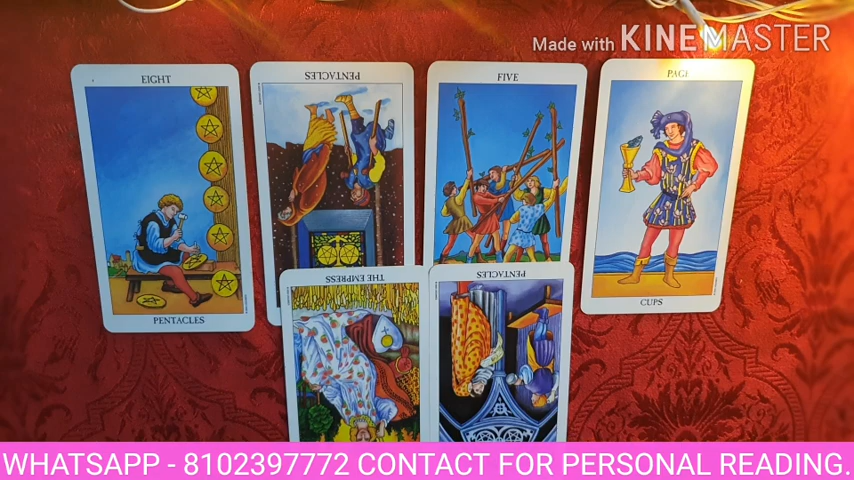 Made with KINEMASTER
EIGHT
PENTACLES
PENTACLES
FIVE
PAGE
CUPS
THE EMPRESS
PENTACLES
WHATSAPP - 8102397772 CONTACT FOR PERSONAL READING.